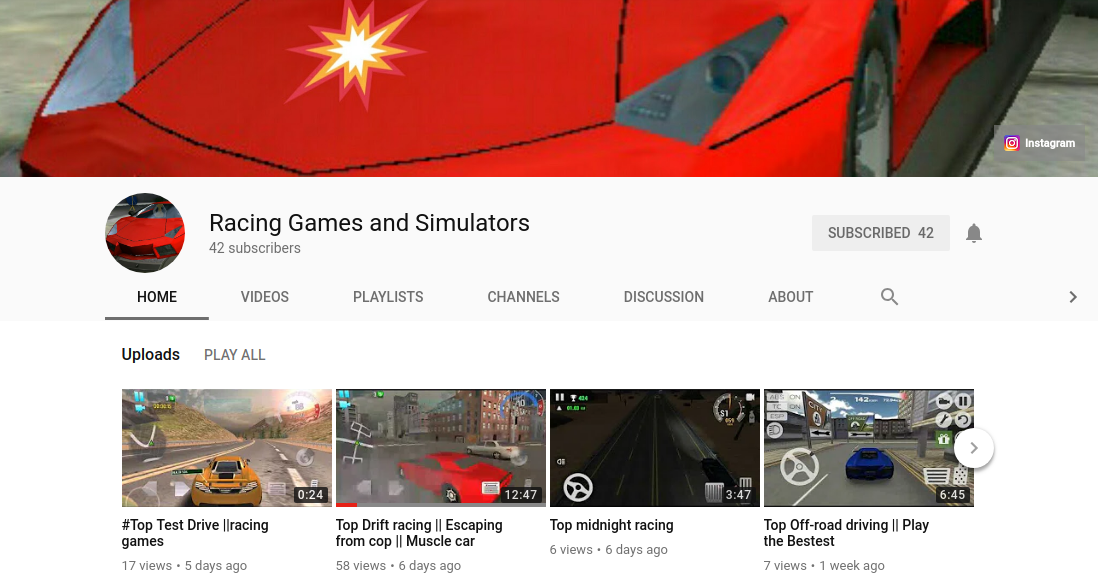 Instagram
Racing Games and Simulators
42 subscribers
SUBSCRIBED 42
HOME VIDEOS PLAYLISTS CHANNELS DISCUSSION ABOUT
Uploads PLAY ALL
0:24
12:47
3:47
6:45
#Top Test Drive ||racing
games
17 views • 5 days ago
Top Drift racing || Escaping
from cop || Muscle car
58 views • 6 days ago
Top midnight racing
6 views • 6 days ago
Top Off-road driving || Play
the Bestest
7 views • 1 week ago